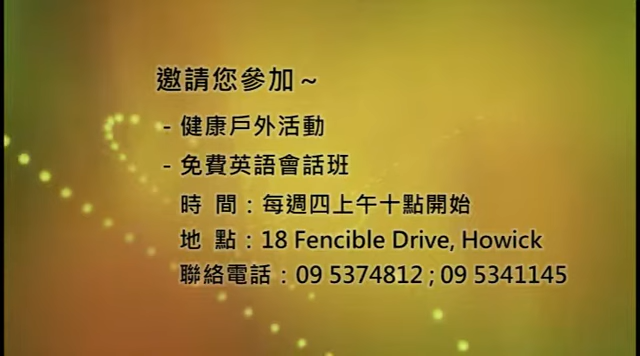 邀請您參加～
- 健康戶外活動
- 免費英語會話班
時 間：每週四上午十點開始
地 點：18 Fencible Drive, Howick
聯絡電話：09 5374812 ; 09 5341145